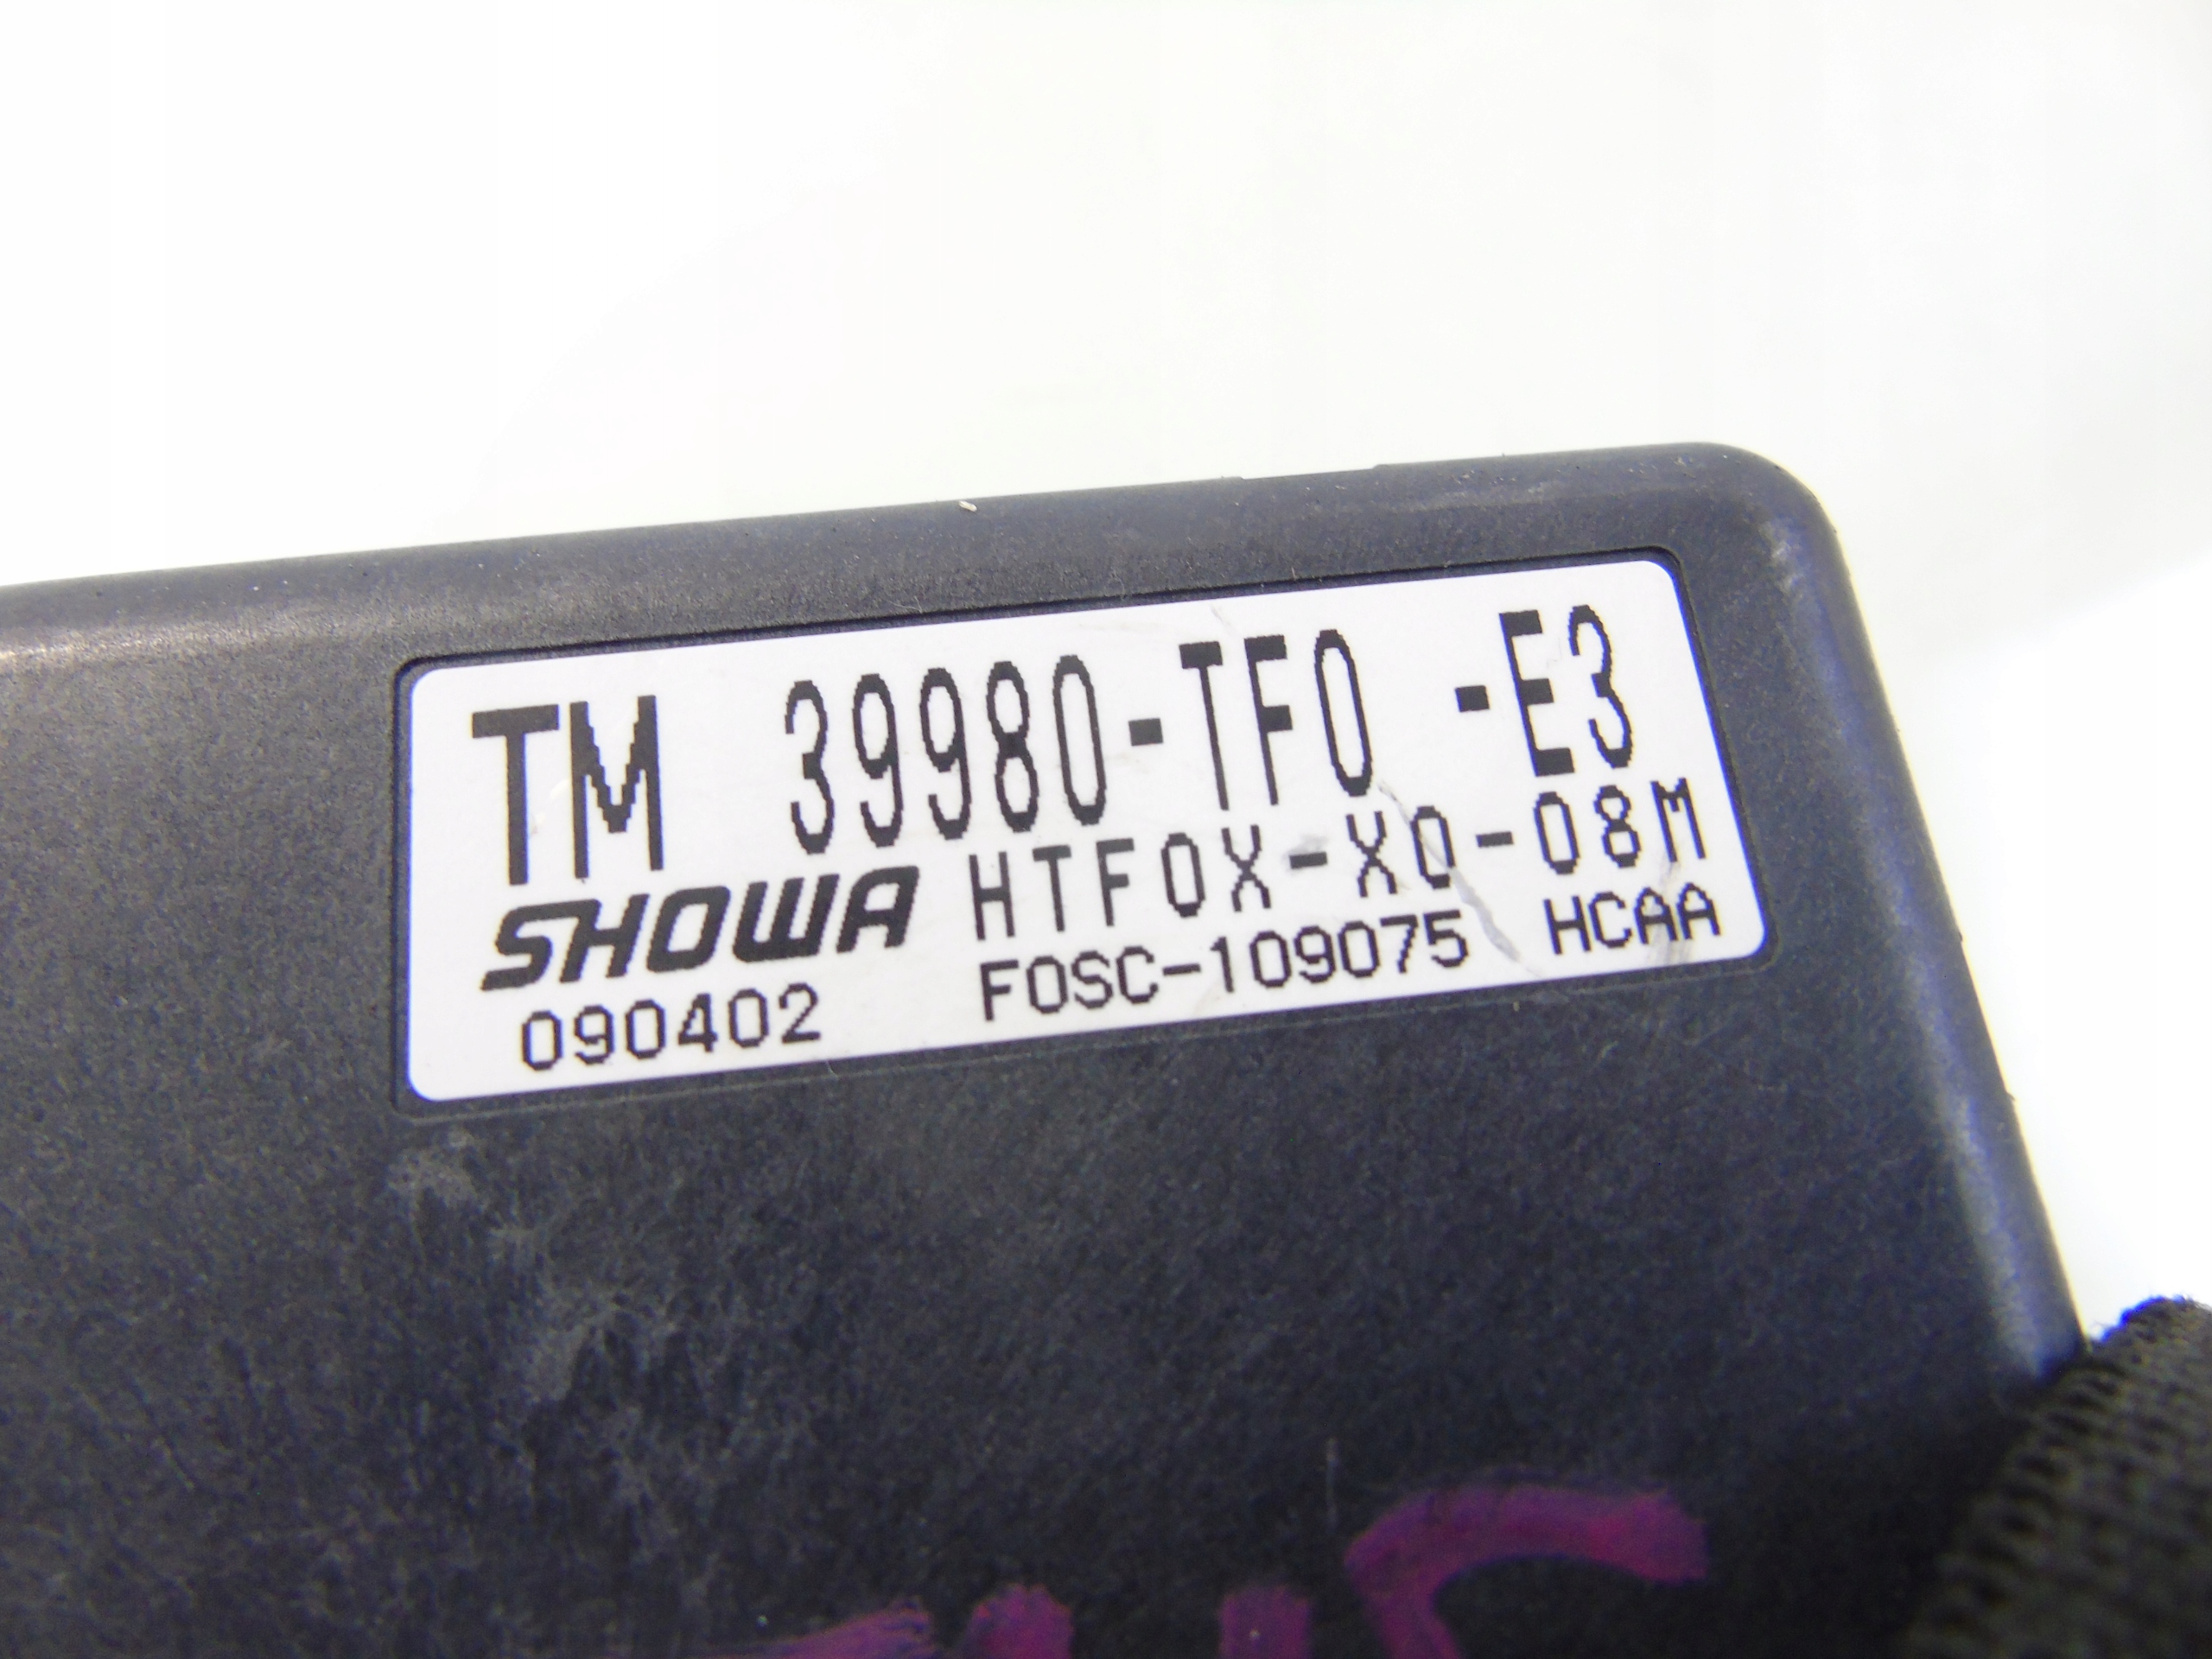 TM 39980-TF0 -E3
SHOWA HTF0X-X0-08M
090402 F0SC-109075 HCAA